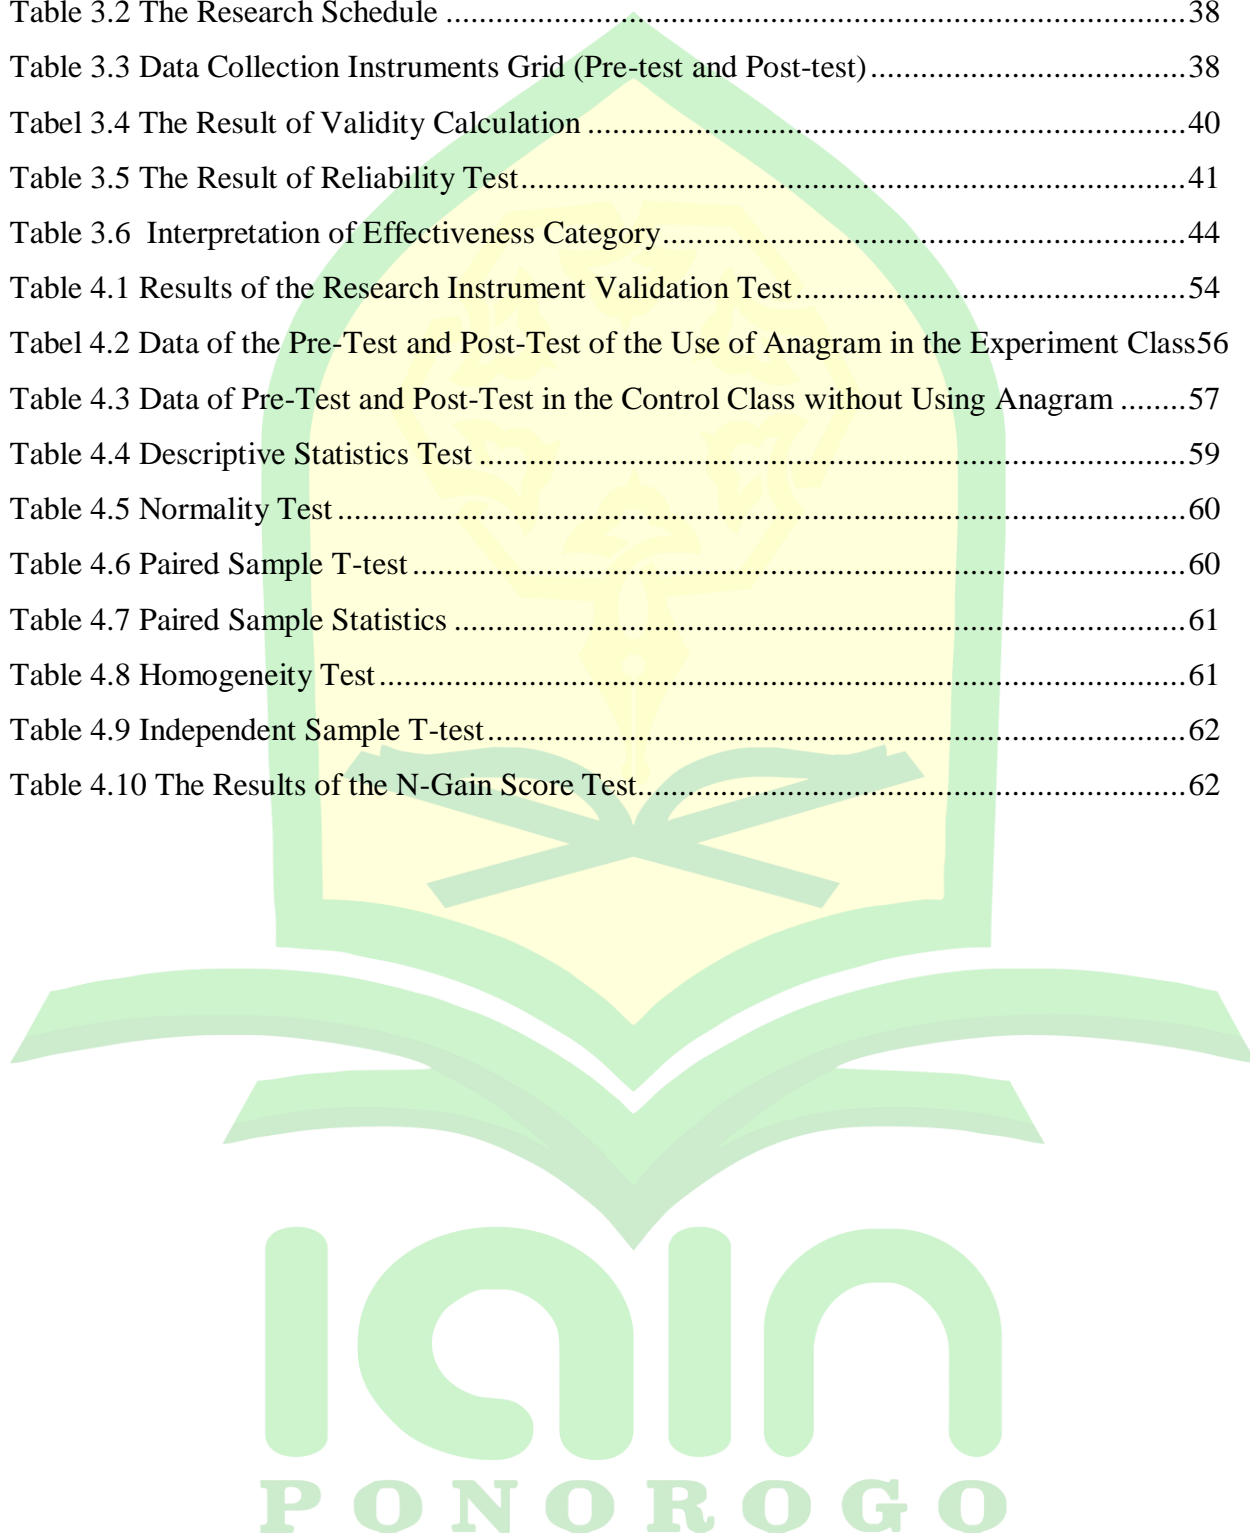 Table 3.2 The Research Schedule ..........................................................................................38
Table 3.3 Data Collection Instruments Grid (Pre-test and Post-test).......................................38
Tabel 3.4 The Result of Validity Calculation .........................................................................40
Table 3.5 The Result of Reliability Test.................................................................................41
Table 3.6  Interpretation of Effectiveness Category................................................................44
Table 4.1 Results of the Research Instrument Validation Test................................................54
Tabel 4.2 Data of the Pre-Test and Post-Test of the Use of Anagram in the Experiment Class56
Table 4.3 Data of Pre-Test and Post-Test in the Control Class without Using Anagram ........57
Table 4.4 Descriptive Statistics Test ......................................................................................59
Table 4.5 Normality Test .......................................................................................................60
Table 4.6 Paired Sample T-test ..............................................................................................60
Table 4.7 Paired Sample Statistics .........................................................................................61
Table 4.8 Homogeneity Test..................................................................................................61
Table 4.9 Independent Sample T-test.....................................................................................62
Table 4.10 The Results of the N-Gain Score Test...................................................................62
iain
PONOROGO